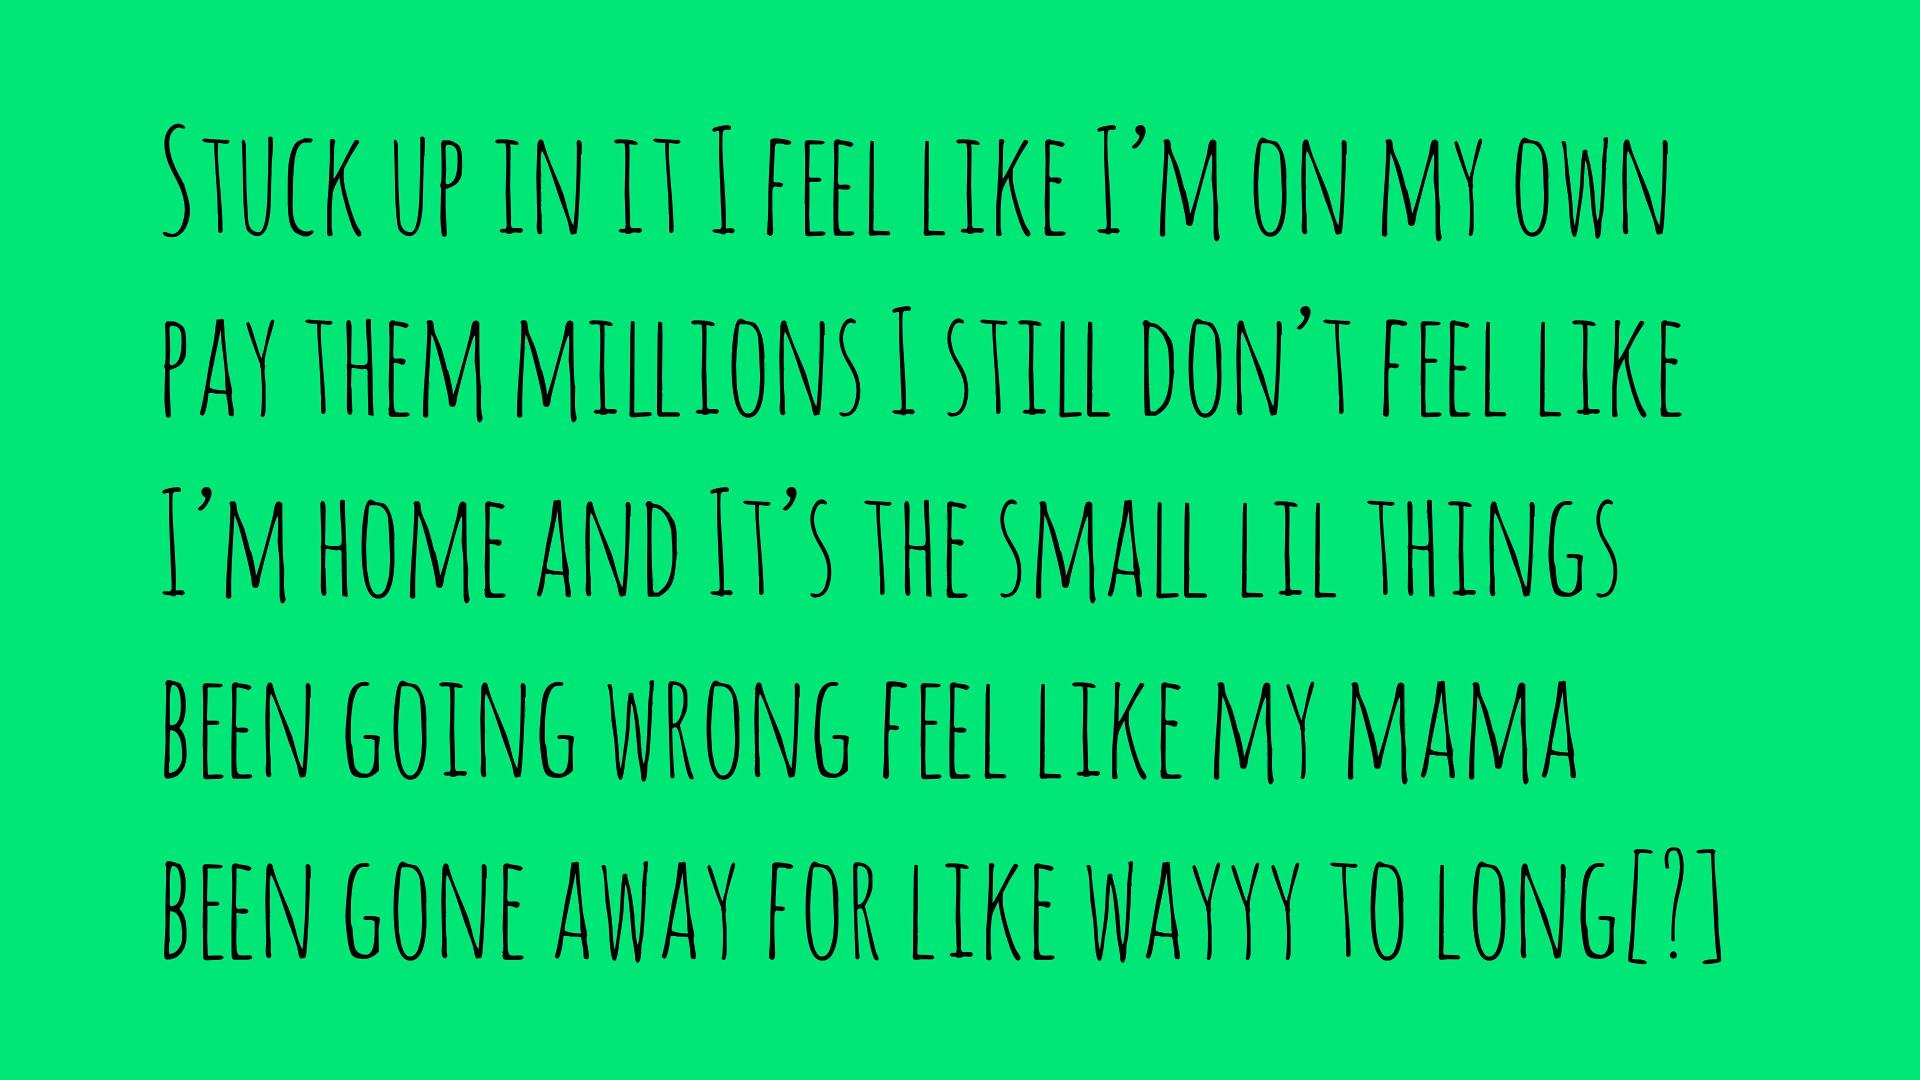 Stuck up in it I feel like I’m on my own
pay them millions I still don’t feel like
I’m home and It’s the small lil things
been going wrong feel like my mama
been gone away for like wayyy to long[?]